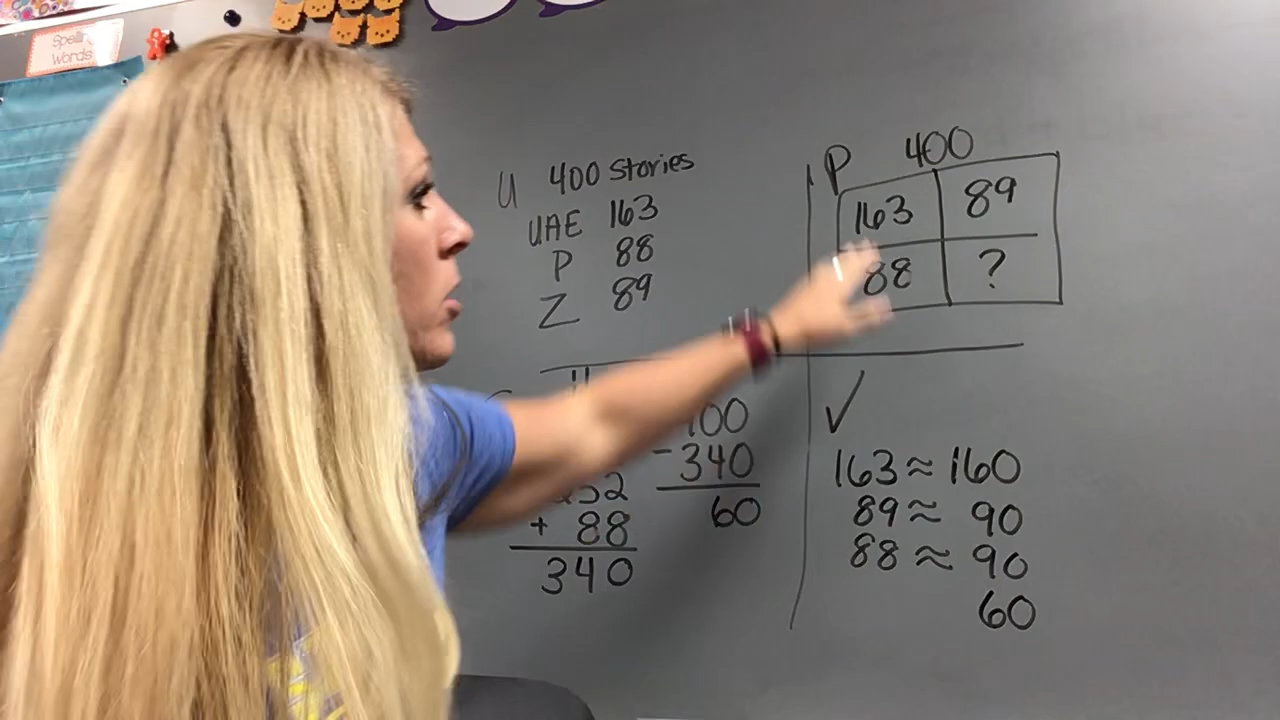 Spelling
Words
U 400 Stories
UAE 163
P 88
Z 89
P 400
163 89
88 ?
+ 88
340
- 340
60
✓
163 ≈ 160
89 ≈ 90
88 ≈ 90
60